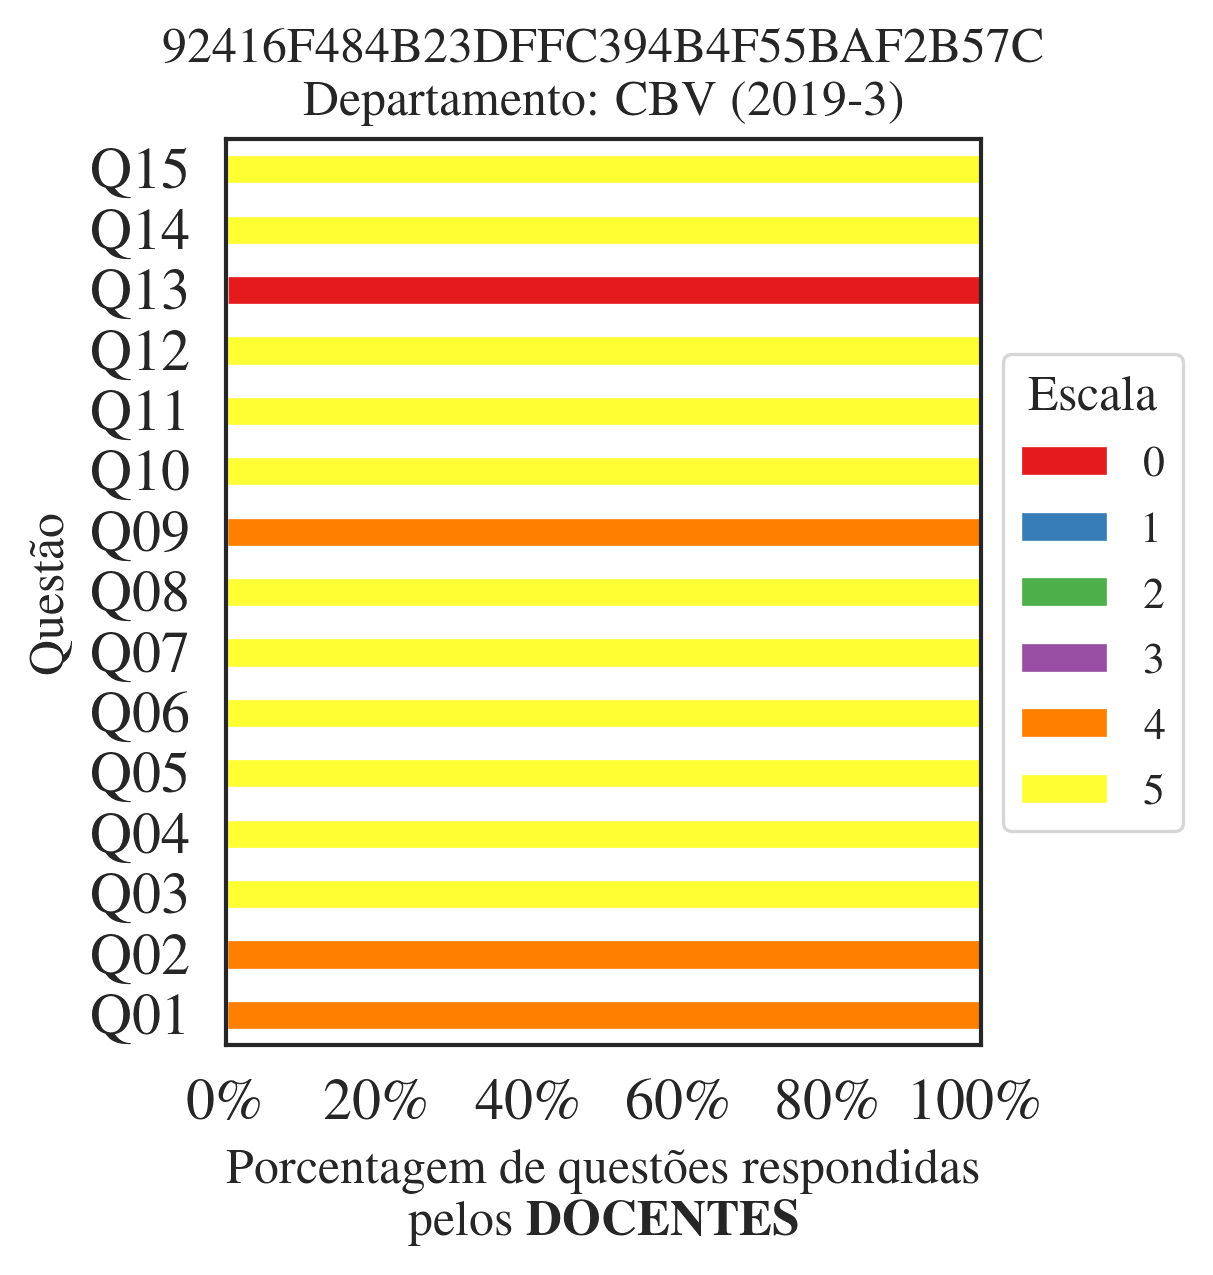 92416F484B23DFFC394B4F55BAF2B57C
Departamento: CBV (2019-3)
Q15
Q14
Q13
Q12
Q11
Q10
Q09
Q08
Q07
Q06
Q05
Q04
Q03
Q02
Q01
Questão
0% 20% 40% 60% 80% 100%
Porcentagem de questões respondidas
pelos DOCENTES
Escala
0
1
2
3
4
5